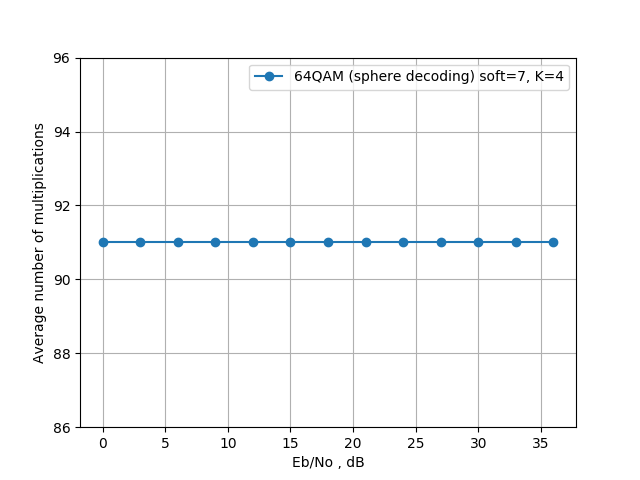 64QAM (sphere decoding) soft=7, K=4
96
94
92
90
88
86
Average number of multiplications
0 5 10 15 20 25 30 35
Eb/No , dB